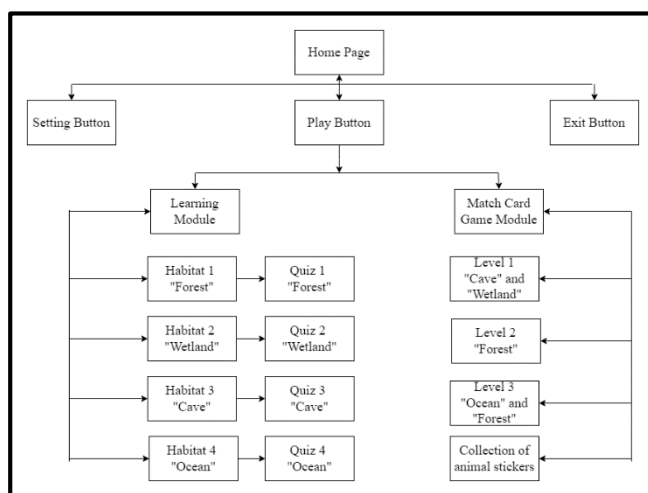 Home Page
Setting Button
Play Button
Exit Button
Learning
Module
Match Card
Game Module
Habitat 1
"Forest"
Quiz 1
"Forest"
Level 1
"Cave" and
"Wetland"
Habitat 2
"Wetland"
Quiz 2
"Wetland"
Level 2
"Forest"
Habitat 3
"Cave"
Quiz 3
"Cave"
Level 3
"Ocean" and
"Forest"
Habitat 4
"Ocean"
Quiz 4
"Ocean"
Collection of
animal stickers